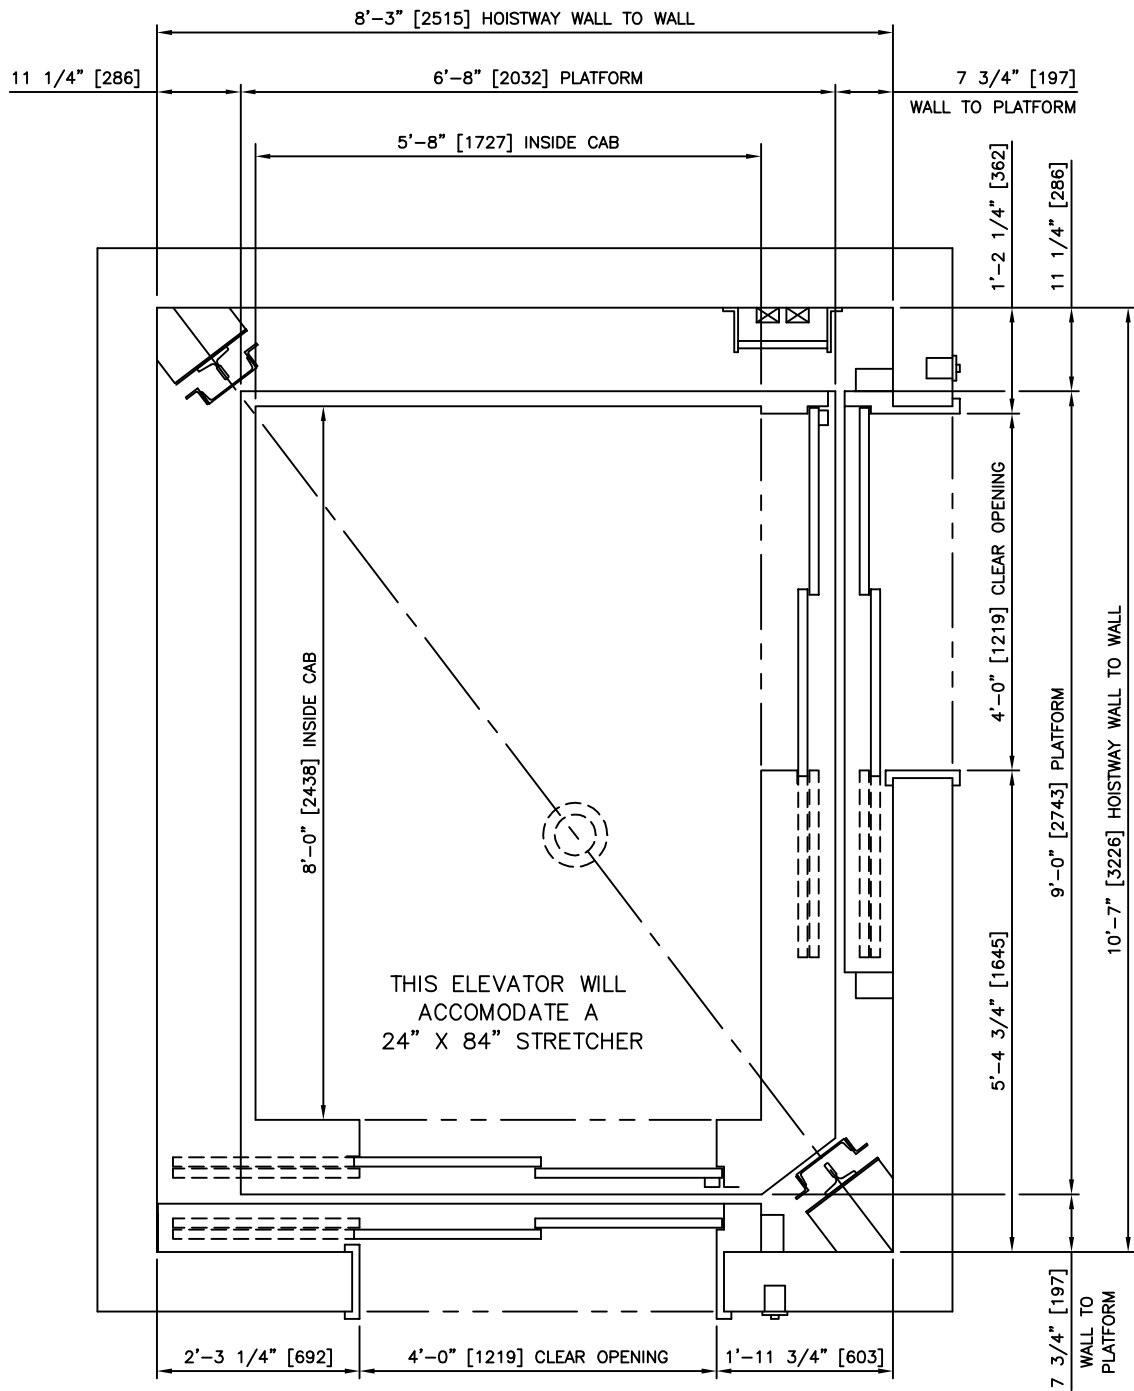 8'-3" [2515] HOISTWAY WALL TO WALL
11 1/4" [286]
6'-8" [2032] PLATFORM
7 3/4" [197]
WALL TO PLATFORM
5'-8" [1727] INSIDE CAB
1'-2 1/4" [362]
11 1/4" [286]
4'-0" [1219] CLEAR OPENING
8'-0" [2438] INSIDE CAB
9'-0" [2743] PLATFORM
10'-7" [3226] HOISTWAY WALL TO WALL
5'-4 3/4" [1645]
THIS ELEVATOR WILL
ACCOMODATE A
24" X 84" STRETCHER
7 3/4" [197]
WALL TO
PLATFORM
2'-3 1/4" [692]
4'-0" [1219] CLEAR OPENING
1'-11 3/4" [603]